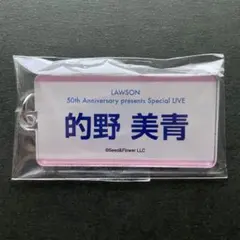 LAWSON
50th Anniversary presents Special LIVE
的野 美青
©Seed&Flower LLC